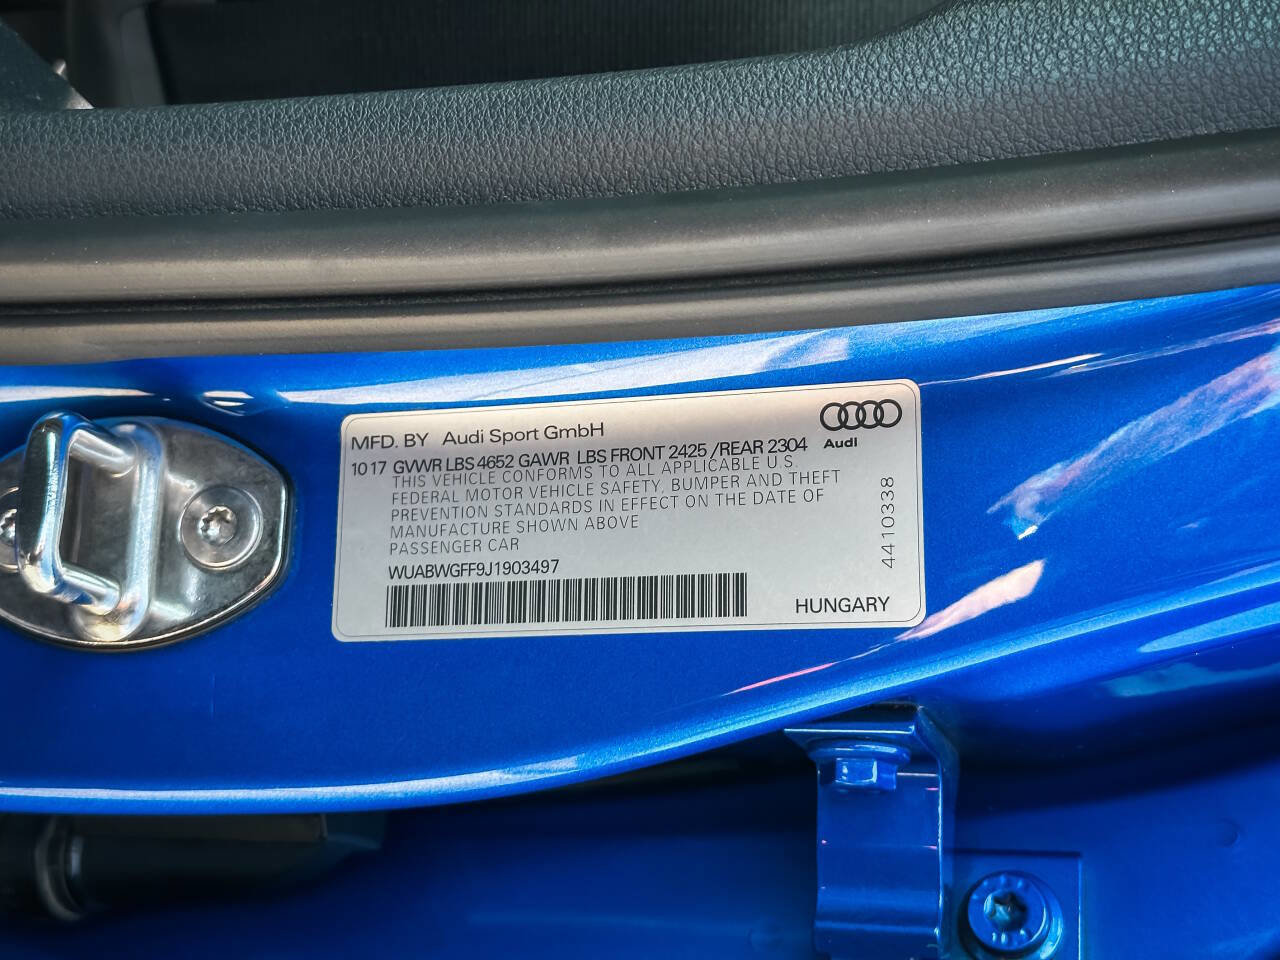 MFD. BY Audi Sport GmbH
Audi
10 17 GVWR LBS 4652 GAWR LBS FRONT 2425 /REAR 2304
THIS VEHICLE CONFORMS TO ALL APPLICABLE U.S.
FEDERAL MOTOR VEHICLE SAFETY, BUMPER AND THEFT
PREVENTION STANDARDS IN EFFECT ON THE DATE OF
MANUFACTURE SHOWN ABOVE
PASSENGER CAR
WUABWGFF9J1903497
HUNGARY
4410338